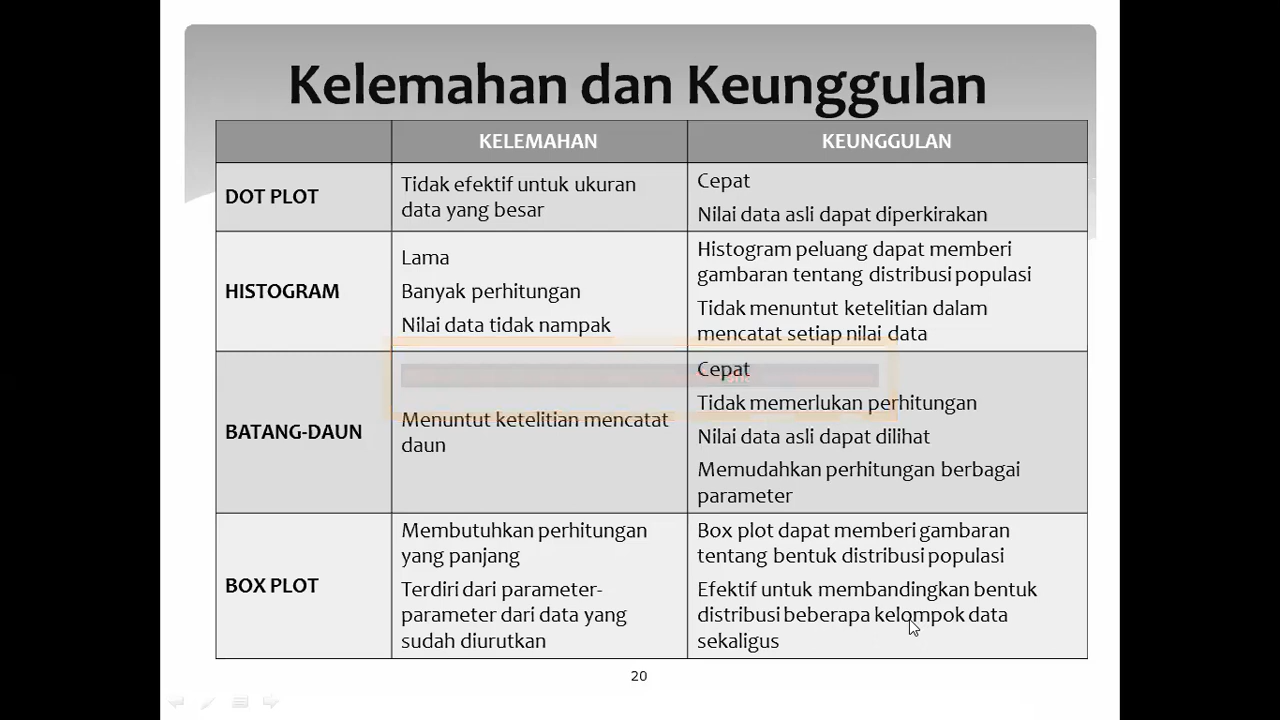 Kelemahan dan Keunggulan
KELEMAHAN
KEUNGGULAN
DOT PLOT
Tidak efektif untuk ukuran
data yang besar
Cepat
Nilai data asli dapat diperkirakan
HISTOGRAM
Lama
Banyak perhitungan
Nilai data tidak nampak
Histogram peluang dapat memberi
gambaran tentang distribusi populasi
Tidak menuntut ketelitian dalam
mencatat setiap nilai data
BATANG-DAUN
Menuntut ketelitian mencatat
daun
Cepat
Tidak memerlukan perhitungan
Nilai data asli dapat dilihat
Memudahkan perhitungan berbagai
parameter
BOX PLOT
Membutuhkan perhitungan
yang panjang
Terdiri dari parameter-
parameter dari data yang
sudah diurutkan
Box plot dapat memberi gambaran
tentang bentuk distribusi populasi
Efektif untuk membandingkan bentuk
distribusi beberapa kelompok data
sekaligus
20